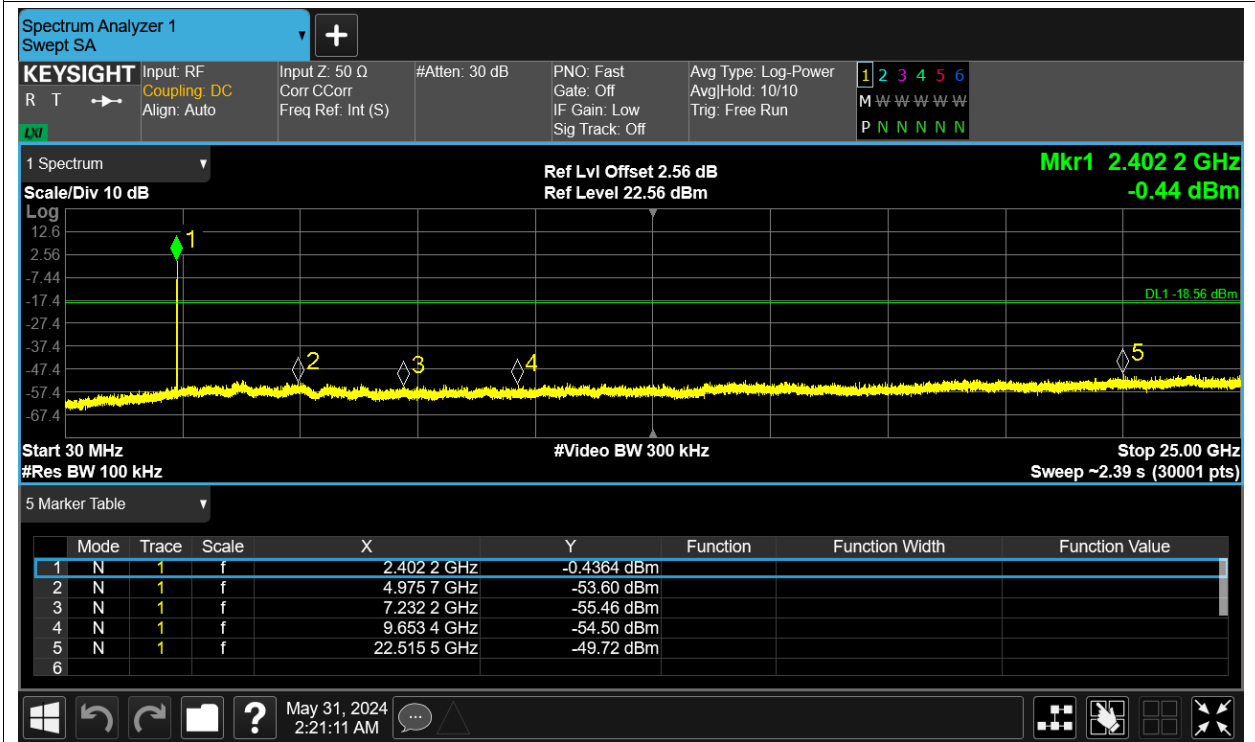 Spectrum Analyzer 1
Swept SA
+
KEYSIGHT
R T
LXI
Input: RF
Coupling: DC
Align: Auto
Input Z: 50 Ω
Corr CCorr
Freq Ref: Int (S)
#Atten: 30 dB
PNO: Fast
Gate: Off
IF Gain: Low
Sig Track: Off
Avg Type: Log-Power
Avg|Hold: 10/10
Trig: Free Run
1 2 3 4 5 6
M W W W W W
P N N N N N
1 Spectrum
Scale/Div 10 dB
Ref Lvl Offset 2.56 dB
Ref Level 22.56 dBm
Mkr1 2.402 2 GHz
-0.44 dBm
Log
12.6
2.56
-7.44
-17.4
-27.4
-37.4
-47.4
-57.4
-67.4
1
2
3
4
5
DL1 -18.56 dBm
Start 30 MHz
#Res BW 100 kHz
#Video BW 300 kHz
Stop 25.00 GHz
Sweep ~2.39 s (30001 pts)
5 Marker Table
Mode Trace Scale X Y Function Function Width Function Value
1 N 1 f 2.402 2 GHz -0.4364 dBm
2 N 1 f 4.975 7 GHz -53.60 dBm
3 N 1 f 7.232 2 GHz -55.46 dBm
4 N 1 f 9.653 4 GHz -54.50 dBm
5 N 1 f 22.515 5 GHz -49.72 dBm
6
?
May 31, 2024
2:21:11 AM